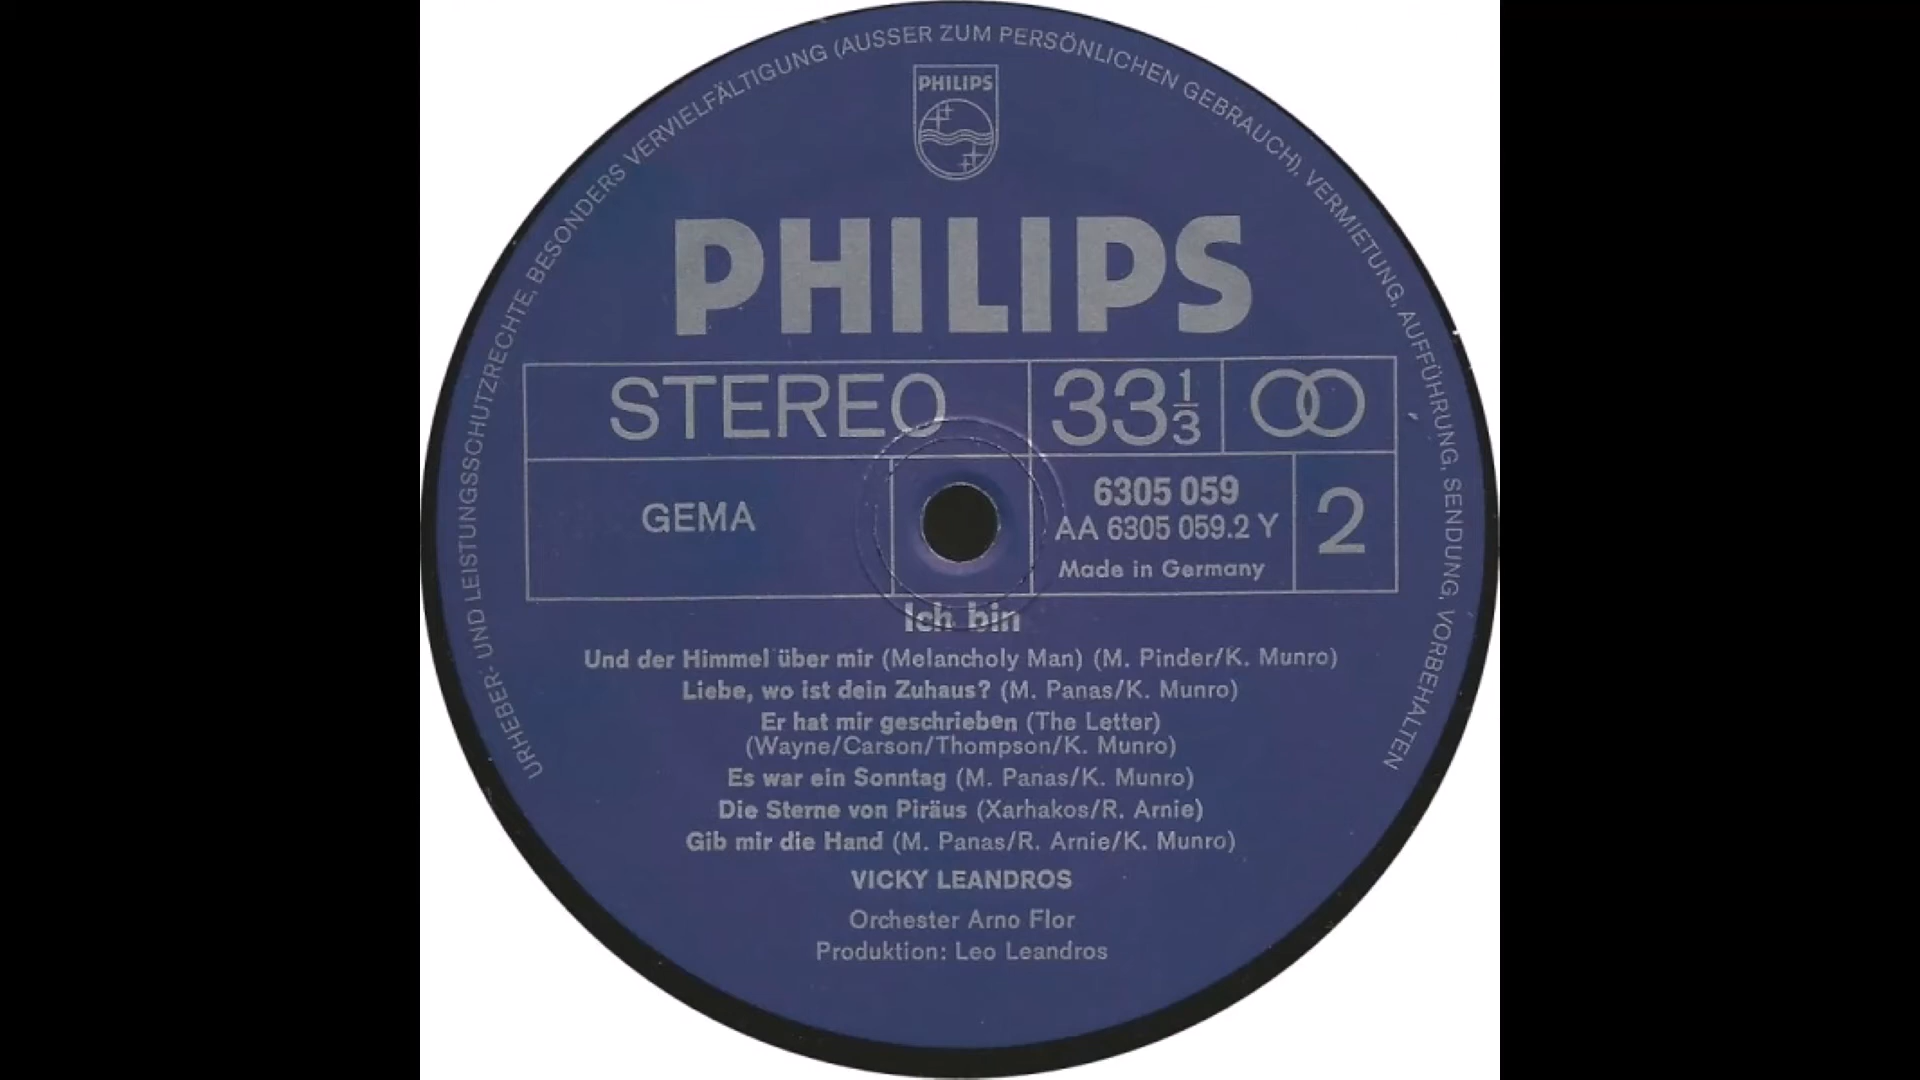 URHEBER- UND LEISTUNGSSCHUTZRECHTE, BESONDERS VERVIELFÄLTIGUNG (AUSSER ZUM PERSÖNLICHEN GEBRAUCH), VERMIETUNG, AUFFÜHRUNG, SENDUNG, VORBEHALTEN
PHILIPS
PHILIPS
STEREO 33 1/3
GEMA
6305 059
AA 6305 059.2 Y
Made in Germany
2
Ich bin
Und der Himmel über mir (Melancholy Man) (M. Pinder/K. Munro)
Liebe, wo ist dein Zuhaus? (M. Panas/K. Munro)
Er hat mir geschrieben (The Letter)
(Wayne/Carson/Thompson/K. Munro)
Es war ein Sonntag (M. Panas/K. Munro)
Die Sterne von Piräus (Xarhakos/R. Arnie)
Gib mir die Hand (M. Panas/R. Arnie/K. Munro)
VICKY LEANDROS
Orchester Arno Flor
Produktion: Leo Leandros